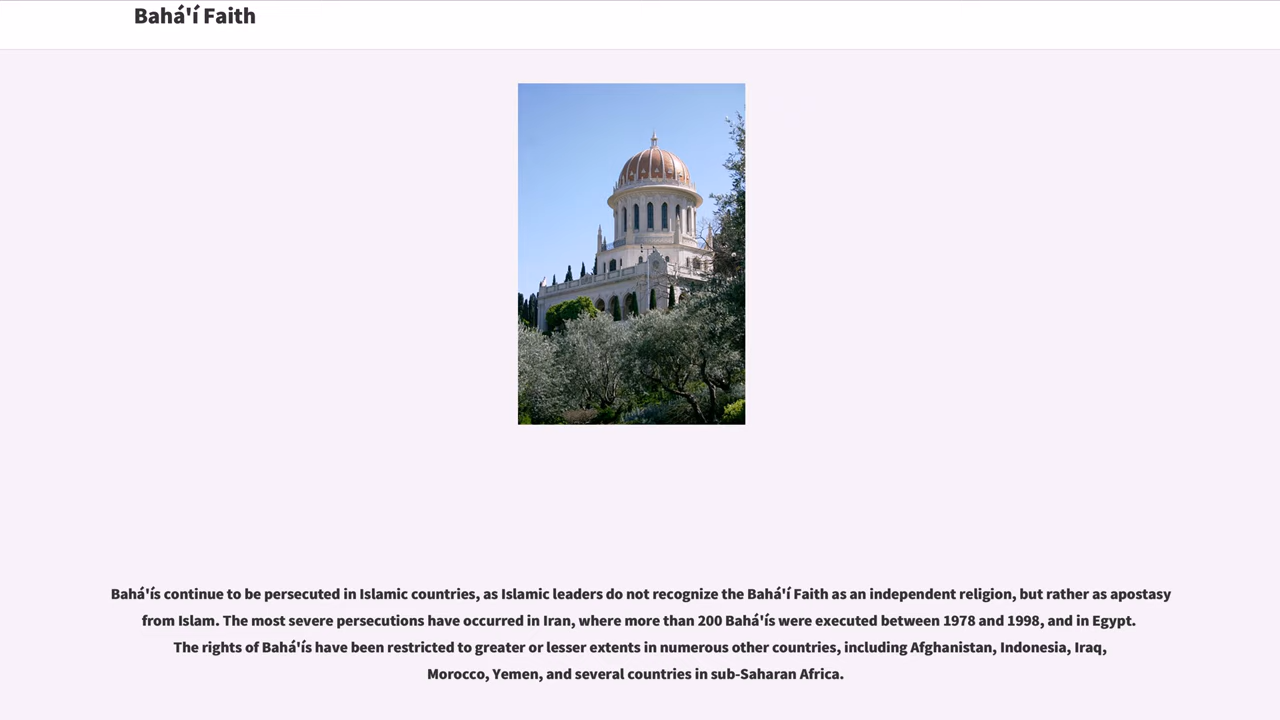 Bahá'í Faith
Bahá'ís continue to be persecuted in Islamic countries, as Islamic leaders do not recognize the Bahá'í Faith as an independent religion, but rather as apostasy
from Islam. The most severe persecutions have occurred in Iran, where more than 200 Bahá'ís were executed between 1978 and 1998, and in Egypt.
The rights of Bahá'ís have been restricted to greater or lesser extents in numerous other countries, including Afghanistan, Indonesia, Iraq,
Morocco, Yemen, and several countries in sub-Saharan Africa.